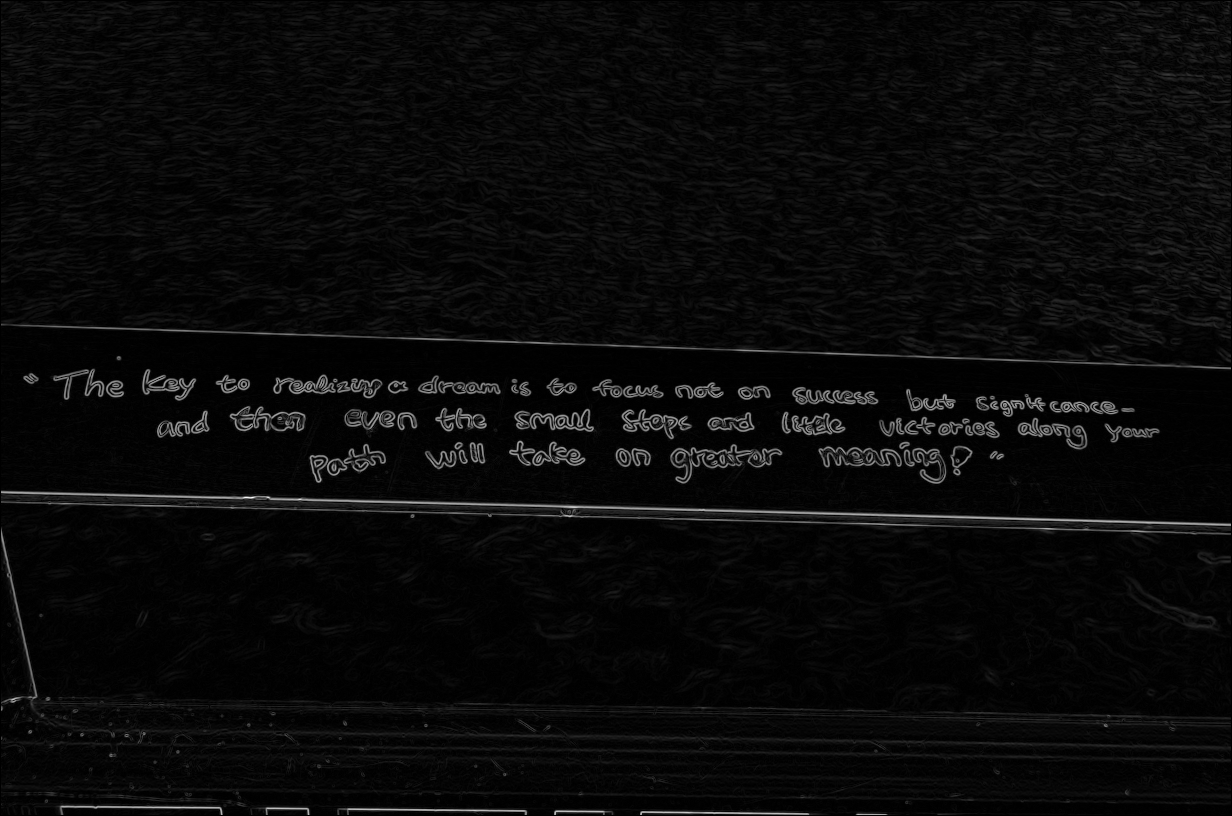 " The key to realizing a dream is to focus not on success but significance-
and then even the small steps and little victories along your
path will take on greater meaning! "